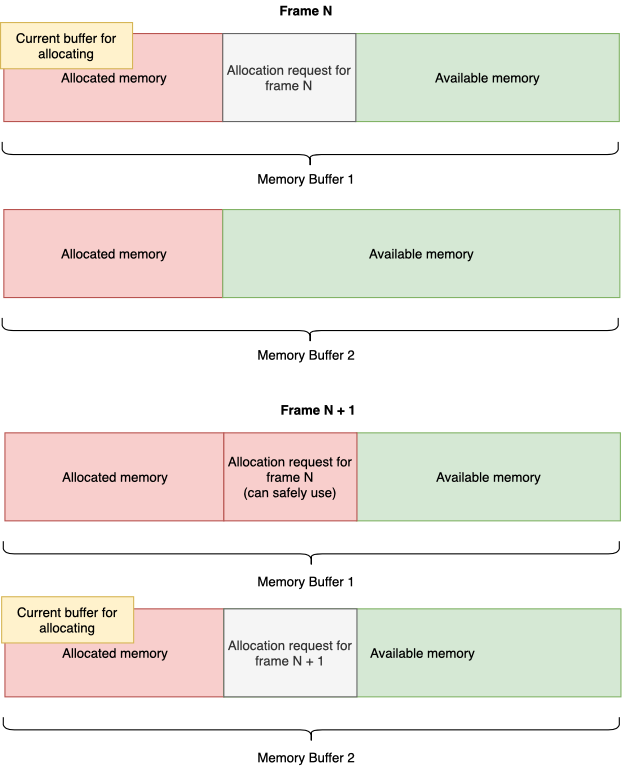 Frame N
Current buffer for
allocating
Allocated memory
Allocation request for
frame N
Available memory
Memory Buffer 1
Allocated memory
Available memory
Memory Buffer 2
Frame N + 1
Allocated memory
Allocation request for
frame N
(can safely use)
Available memory
Memory Buffer 1
Current buffer for
allocating
Allocated memory
Allocation request for
frame N + 1
Available memory
Memory Buffer 2